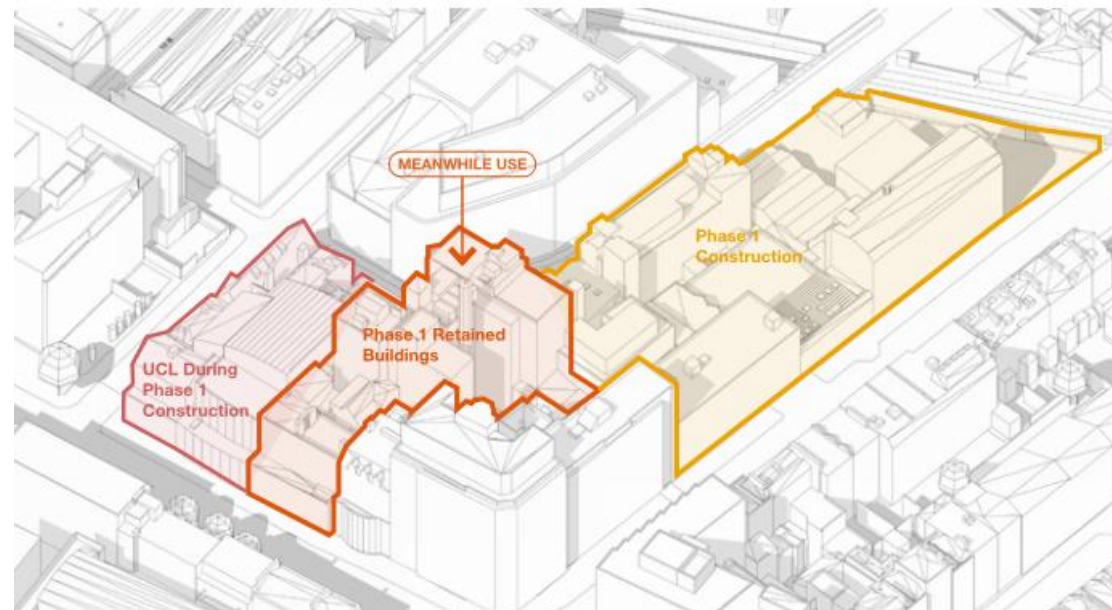 MEANWHILE USE
Phase 1
Construction
Phase 1 Retained
Buildings
UCL During
Phase 1
Construction